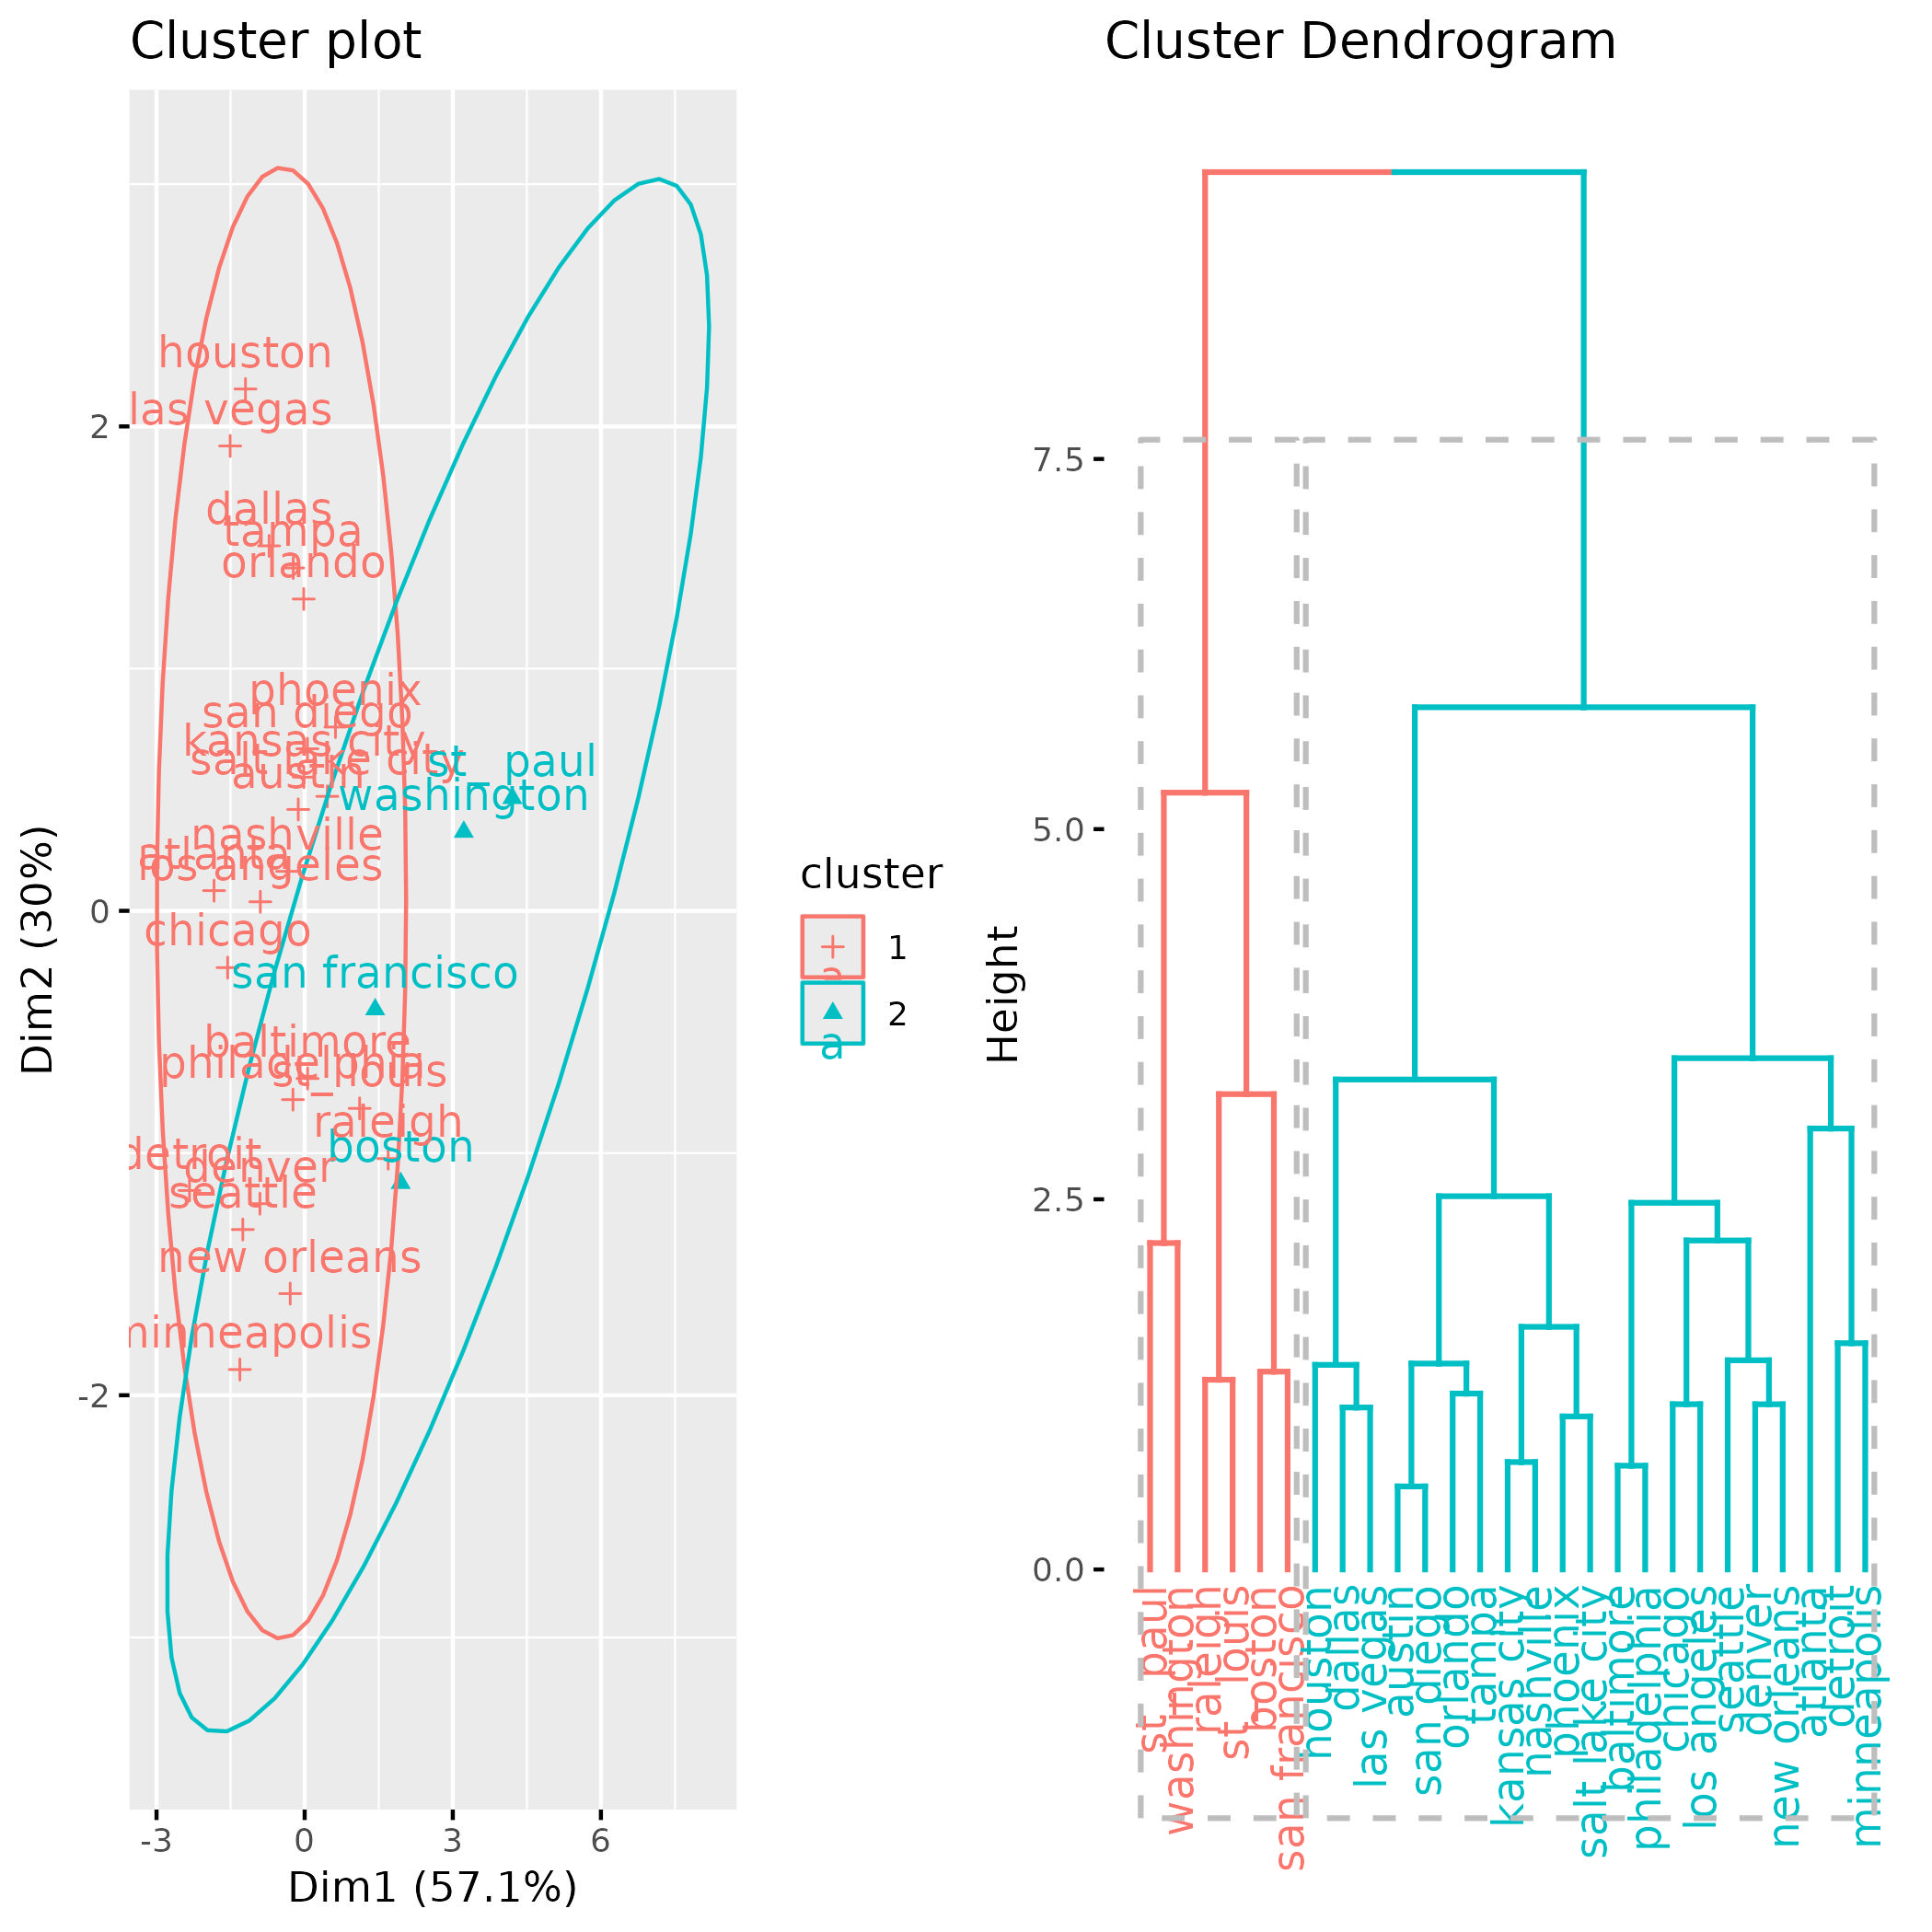 Cluster plot
houston
las vegas
dallas
tampa
orlando
phoenix
san diego
kansas city
salt lake city
austin
st_paul
washington
nashville
atlanta
los angeles
chicago
san francisco
baltimore
philadelphia
st_louis
raleigh
boston
detroit
denver
seattle
new orleans
minneapolis
2
0
-2
-3 0 3 6
Dim1 (57.1%)
Dim2 (30%)
cluster
1
2
a
Cluster Dendrogram
Height
7.5
5.0
2.5
0.0
st_paul
washington
raleigh
st_louis
boston
san francisco
houston
dallas
las vegas
austin
san diego
orlando
tampa
kansas city
nashville
phoenix
salt lake city
baltimore
philadelphia
chicago
los angeles
seattle
denver
new orleans
atlanta
detroit
minneapolis